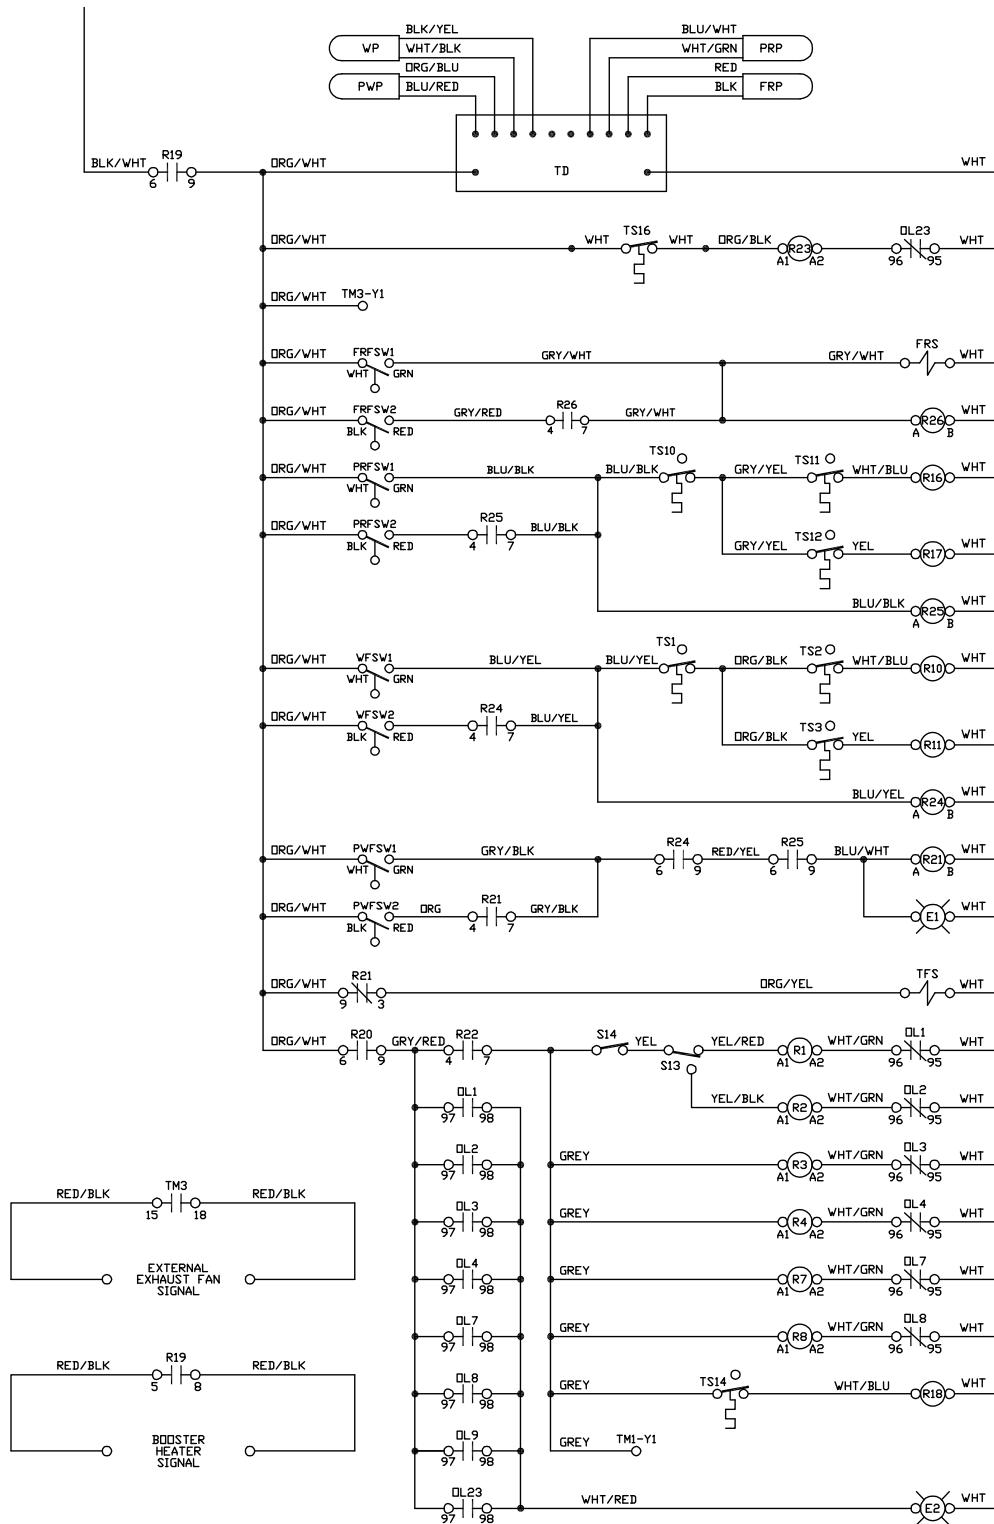 BLK/YEL BLU/WHT
WP WHT/BLK WHT/GRN PRP
ORG/BLU RED
PWP BLU/RED BLK FRP
BLK/WHT R19 ORG/WHT TD WHT
6 9
ORG/WHT WHT TS16 WHT ORG/BLK R23 OL23 WHT
A1 A2 96 95
ORG/WHT TM3-Y1
ORG/WHT FRFSW1 GRY/WHT GRY/WHT FRS WHT
WHT GRN
ORG/WHT FRFSW2 GRY/RED R26 GRY/WHT R26 WHT
BLK RED 4 7 A B
ORG/WHT PRFSW1 BLU/BLK BLU/BLK TS10 GRY/YEL TS11 WHT/BLU R16 WHT
WHT GRN
ORG/WHT PRFSW2 R25 BLU/BLK
BLK RED 4 7
GRY/YEL TS12 YEL R17 WHT
BLU/BLK R25 WHT
A B
ORG/WHT WFSW1 BLU/YEL BLU/YEL TS1 ORG/BLK TS2 WHT/BLU R10 WHT
WHT GRN
ORG/WHT WFSW2 R24 BLU/YEL
BLK RED 4 7
ORG/BLK TS3 YEL R11 WHT
BLU/YEL R24 WHT
A B
ORG/WHT PWFSW1 GRY/BLK R24 RED/YEL R25 BLU/WHT R21 WHT
WHT GRN 6 9 6 9 A B
ORG/WHT PWFSW2 ORG R21 GRY/BLK E1 WHT
BLK RED 4 7
ORG/WHT R21 ORG/YEL TFS WHT
9 3
ORG/WHT R20 GRY/RED R22 S14 YEL YEL/RED R1 WHT/GRN OL1 WHT
6 9 4 7 S13 A1 A2 96 95
OL1 YEL/BLK R2 WHT/GRN OL2 WHT
97 98 A1 A2 96 95
OL2 GREY R3 WHT/GRN OL3 WHT
97 98 A1 A2 96 95
RED/BLK TM3 RED/BLK
15 18
OL3 GREY R4 WHT/GRN OL4 WHT
97 98 A1 A2 96 95
EXTERNAL
EXHAUST FAN
SIGNAL
OL4 GREY R7 WHT/GRN OL7 WHT
97 98 A1 A2 96 95
OL7 GREY R8 WHT/GRN OL8 WHT
97 98 A1 A2 96 95
RED/BLK R19 RED/BLK
5 8
OL8 GREY TS14 WHT/BLU R18 WHT
97 98
BOOSTER
HEATER
SIGNAL
OL9 GREY TM1-Y1
97 98
OL23 WHT/RED E2 WHT
97 98